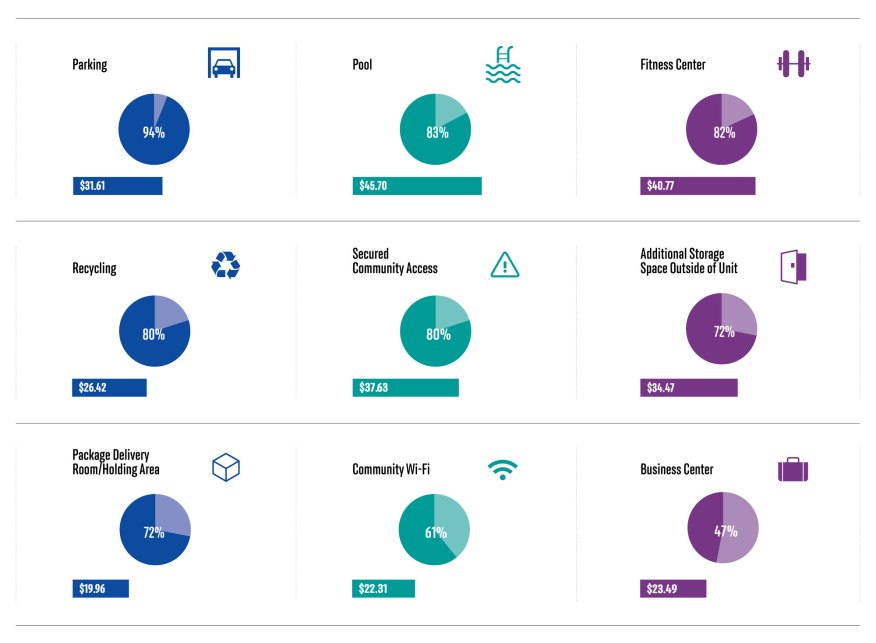 Parking
94%
$31.61
Pool
83%
$45.70
Fitness Center
82%
$40.77
Recycling
80%
$26.42
Secured
Community Access
80%
$37.63
Additional Storage
Space Outside of Unit
72%
$34.47
Package Delivery
Room/Holding Area
72%
$19.96
Community Wi-Fi
61%
$22.31
Business Center
47%
$23.49